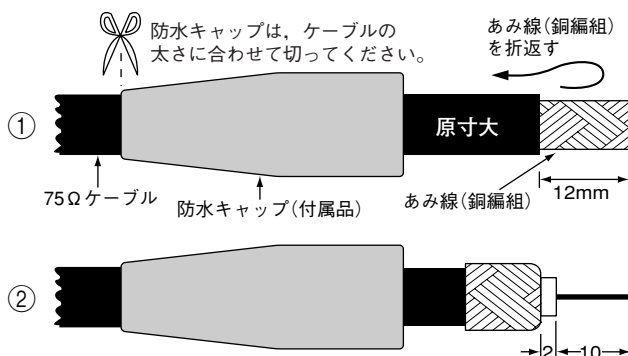 防水キャップは，ケーブルの
太さに合わせて切ってください。
あみ線（銅編組）
を折返す
①
原寸大
75Ωケーブル
防水キャップ（付属品）
あみ線（銅編組）
12mm
②
2
10